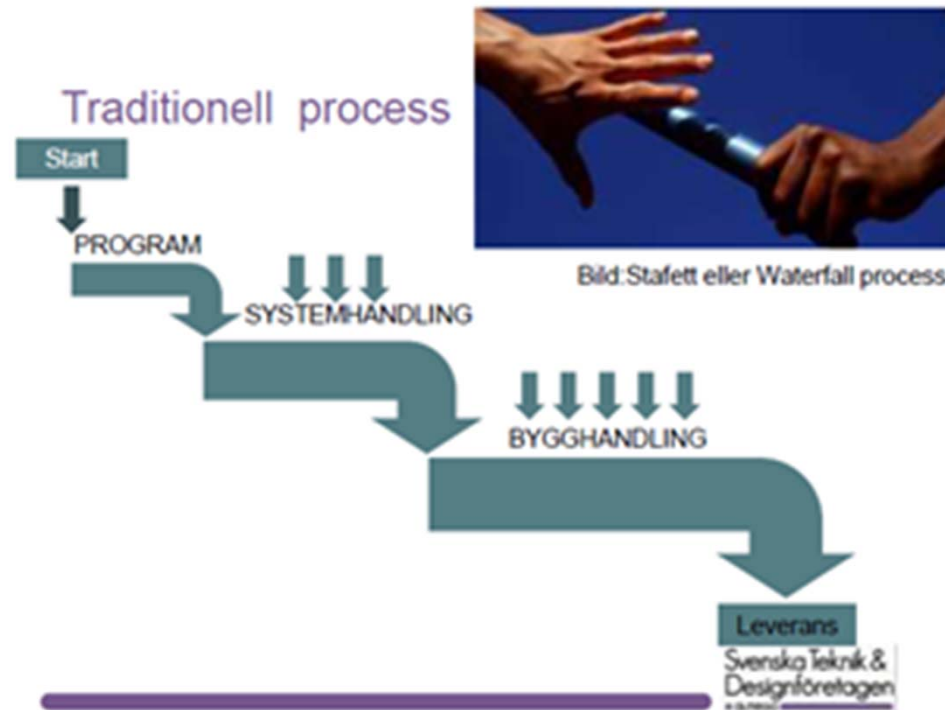 Traditionell process
Start
PROGRAM
Bild:Stafett eller Waterfall process
SYSTEMHANDLING
BYGGHANDLING
Leverans
Svenska Teknik &
Designföretagen